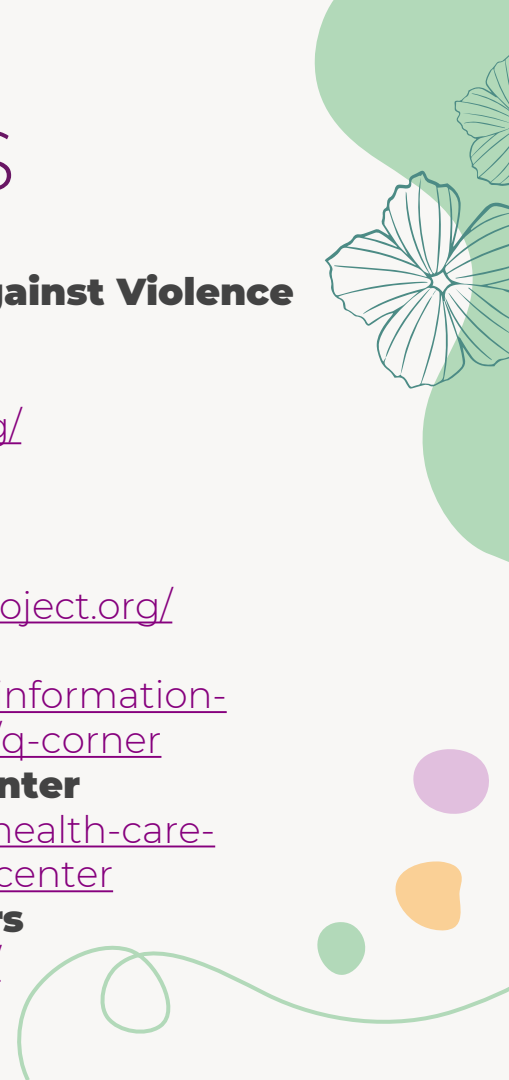 S
gainst Violence
g/
oject.org/
information-
/q-corner
nter
health-care-
center
rs
/